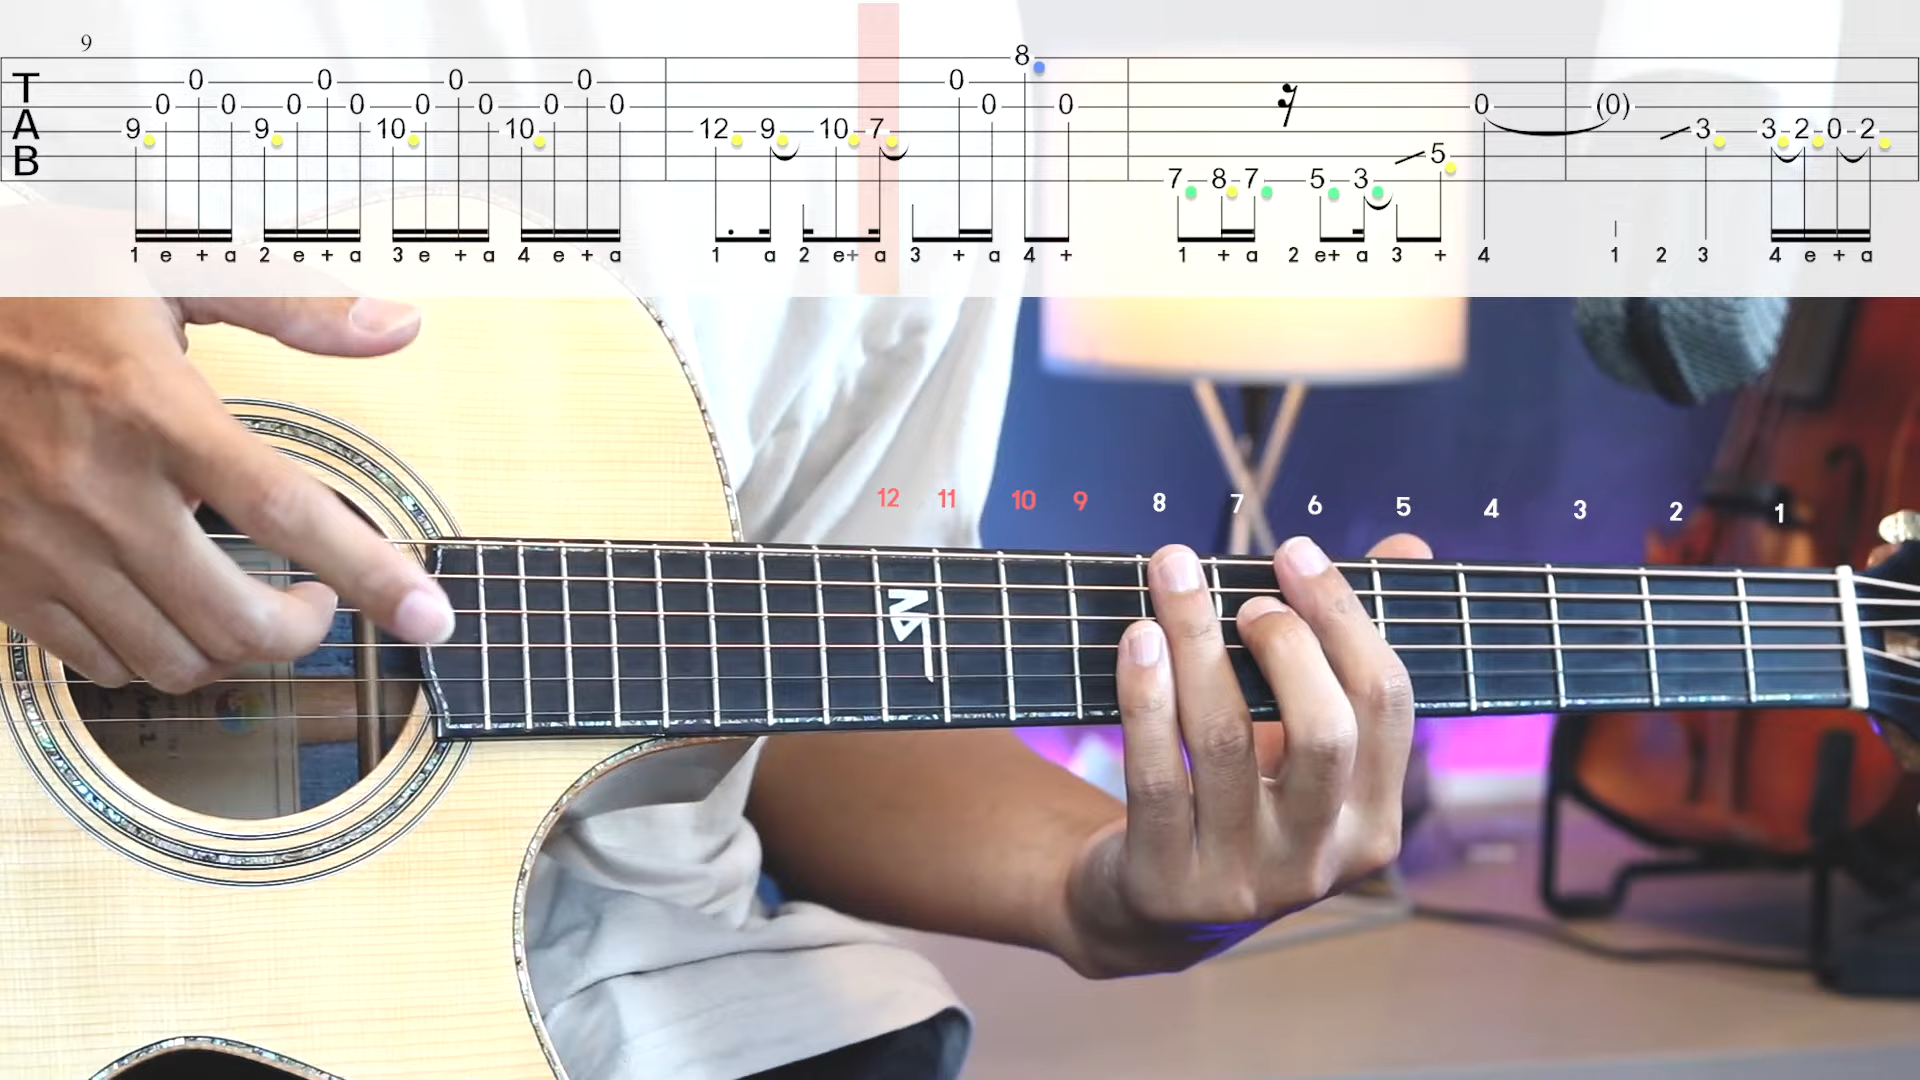 9
8
T 0 0 0 0 0
0 0 0 0 0 0 0 0 0 0 0 (0)
A 9 9 10 10 12 9 10 7 3 3 2 0 2
B 5
7 8 7 5 3
1 e + a 2 e + a 3 e + a 4 e + a 1 a 2 e+ a 3 + a 4 + 1 + a 2 e+ a 3 + 4 1 2 3 4 e + a
12 11 10 9 8 7 6 5 4 3 2 1